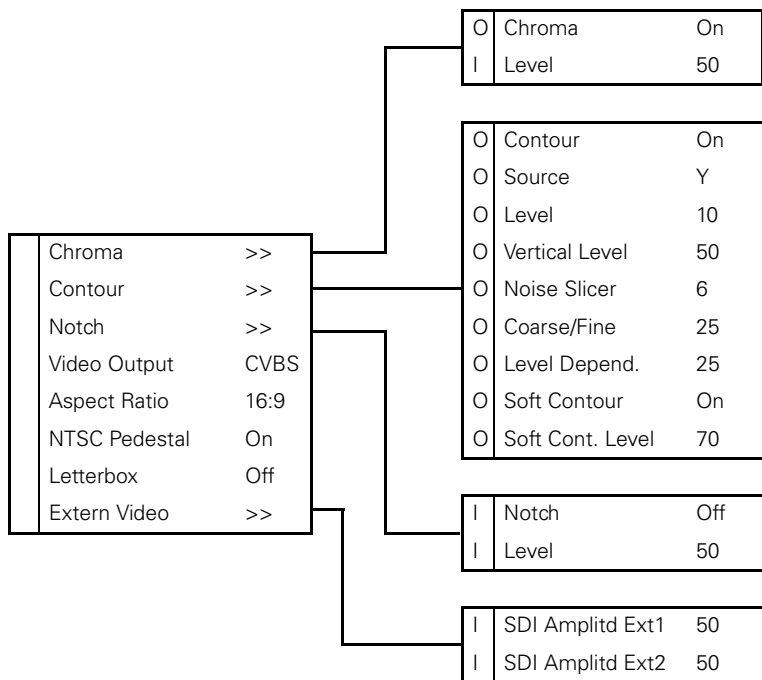 O Chroma On
I Level 50
O Contour On
O Source Y
O Level 10
O Vertical Level 50
O Noise Slicer 6
O Coarse/Fine 25
O Level Depend. 25
O Soft Contour On
O Soft Cont. Level 70
Chroma >>
Contour >>
Notch >>
Video Output CVBS
Aspect Ratio 16:9
NTSC Pedestal On
Letterbox Off
Extern Video >>
I Notch Off
I Level 50
I SDI Amplitd Ext1 50
I SDI Amplitd Ext2 50